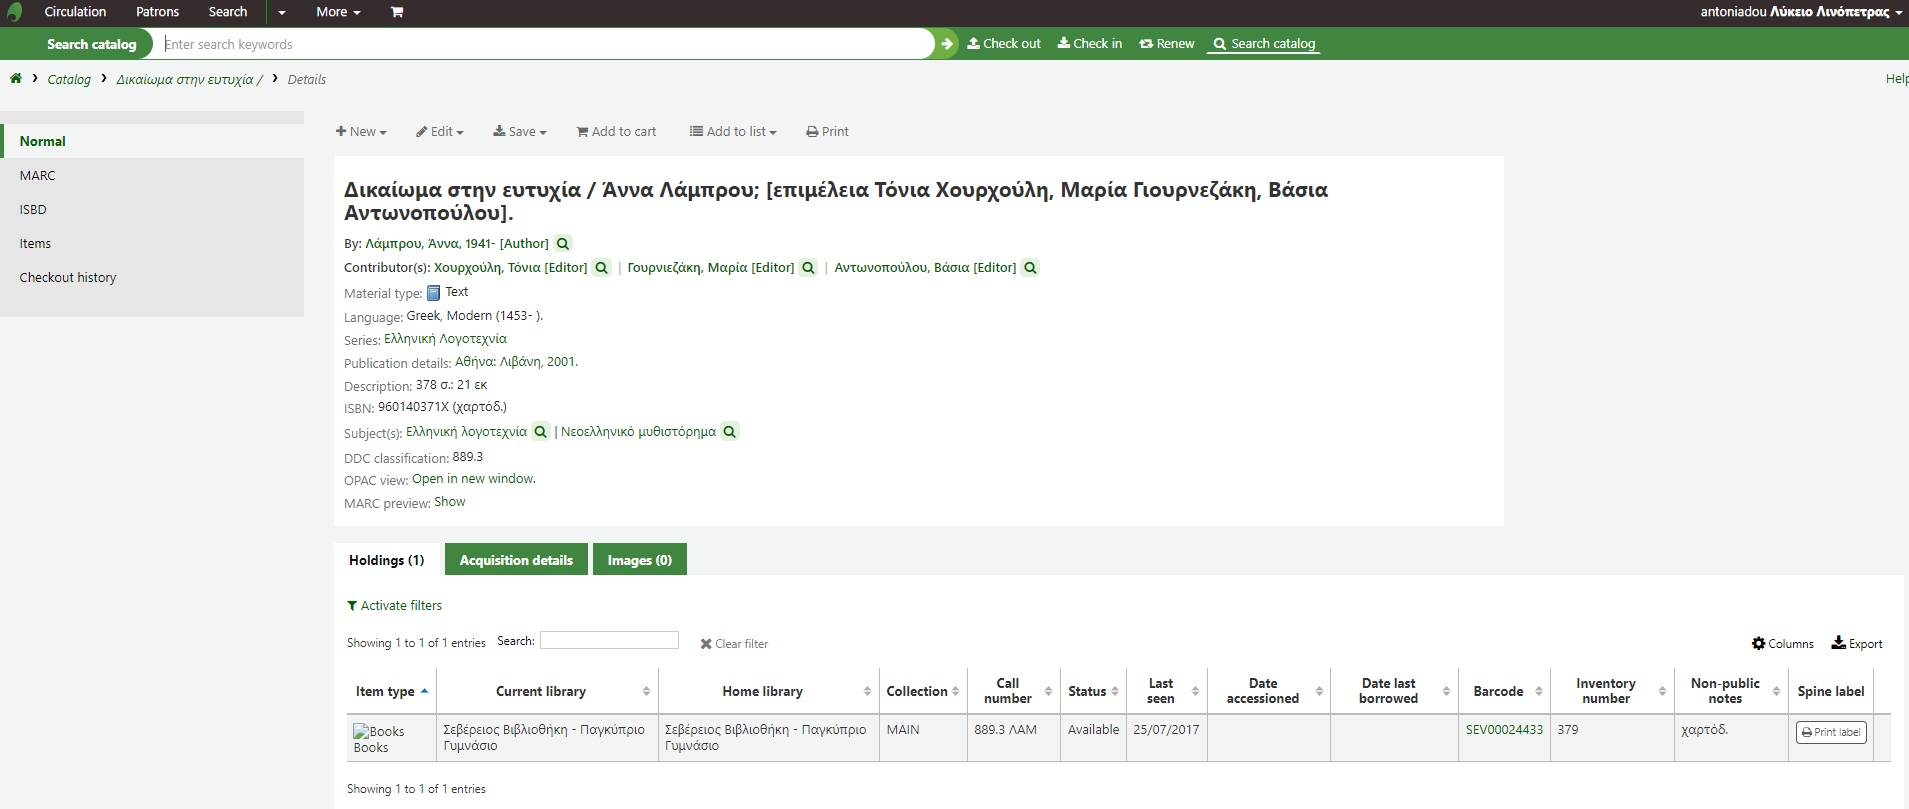 Circulation Patrons Search More antoniadou Λύκειο Λινόπετρας
Search catalog Enter search keywords Check out Check in Renew Search catalog
Catalog Δικαίωμα στην ευτυχία / Details Help
Normal
MARC
ISBD
Items
Checkout history
New Edit Save Add to cart Add to list Print
Δικαίωμα στην ευτυχία / Άννα Λάμπρου; [επιμέλεια Τόνια Χουρχούλη, Μαρία Γιουρνεζάκη, Βάσια
Αντωνοπούλου].
By: Λάμπρου, Άννα, 1941- [Author]
Contributor(s): Χουρχούλη, Τόνια [Editor] | Γουρνιεζάκη, Μαρία [Editor] | Αντωνοπούλου, Βάσια [Editor]
Material type: Text
Language: Greek, Modern (1453- ).
Series: Ελληνική Λογοτεχνία
Publication details: Αθήνα: Λιβάνη, 2001.
Description: 378 σ.: 21 εκ
ISBN: 960140371X (χαρτόδ.)
Subject(s): Ελληνική λογοτεχνία | Νεοελληνικό μυθιστόρημα
DDC classification: 889.3
OPAC view: Open in new window.
MARC preview: Show
Holdings (1) Acquisition details Images (0)
Activate filters
Showing 1 to 1 of 1 entries Search: Clear filter Columns Export
Item type Current library Home library Collection Call number Status Last seen Date accessioned Date last borrowed Barcode Inventory number Non-public notes Spine label
Books Σεβέρειος Βιβλιοθήκη - Παγκύπριο Σεβέρειος Βιβλιοθήκη - Παγκύπριο MAIN 889.3 ΛΑΜ Available 25/07/2017 SEV00024433 379 χαρτόδ. Print label
Books Γυμνάσιο Γυμνάσιο
Showing 1 to 1 of 1 entries